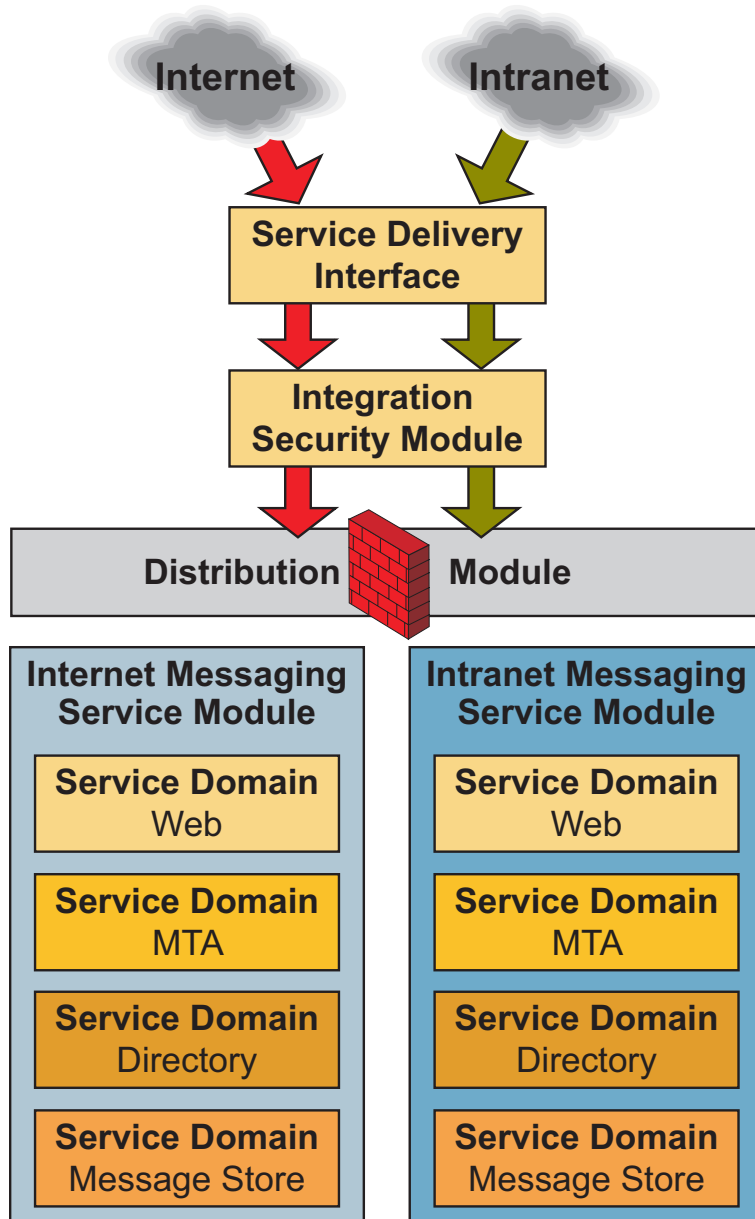 Internet
Intranet
Service Delivery
Interface
Integration
Security Module
Distribution Module
Internet Messaging
Service Module
Service Domain
Web
Service Domain
MTA
Service Domain
Directory
Service Domain
Message Store
Intranet Messaging
Service Module
Service Domain
Web
Service Domain
MTA
Service Domain
Directory
Service Domain
Message Store